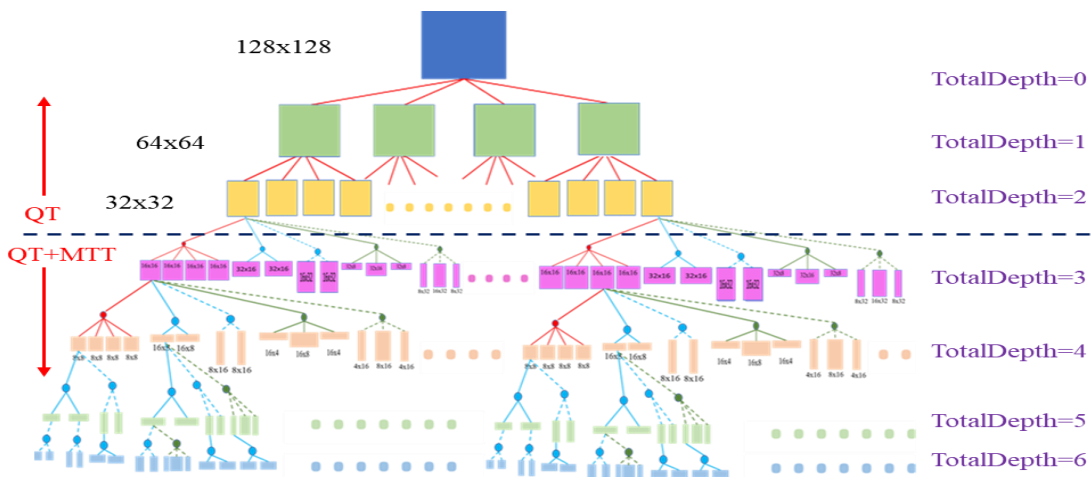 128x128
TotalDepth=0
64x64
TotalDepth=1
32x32
TotalDepth=2
QT
QT+MTT
16x16 16x16 16x16 16x16 32x16 32x16 32x8 32x16 32x8 8x32 16x32 8x32
16x16 16x16 16x16 16x16 32x16 32x16 32x8 32x16 32x8 8x32 16x32 8x32
TotalDepth=3
8x8 8x8 8x8 8x8 16x8 16x8 8x16 8x16 16x4 16x8 16x4 4x16 8x16 4x16
8x8 8x8 8x8 8x8 16x8 16x8 8x16 8x16 16x4 16x8 16x4 4x16 8x16 4x16
TotalDepth=4
TotalDepth=5
TotalDepth=6